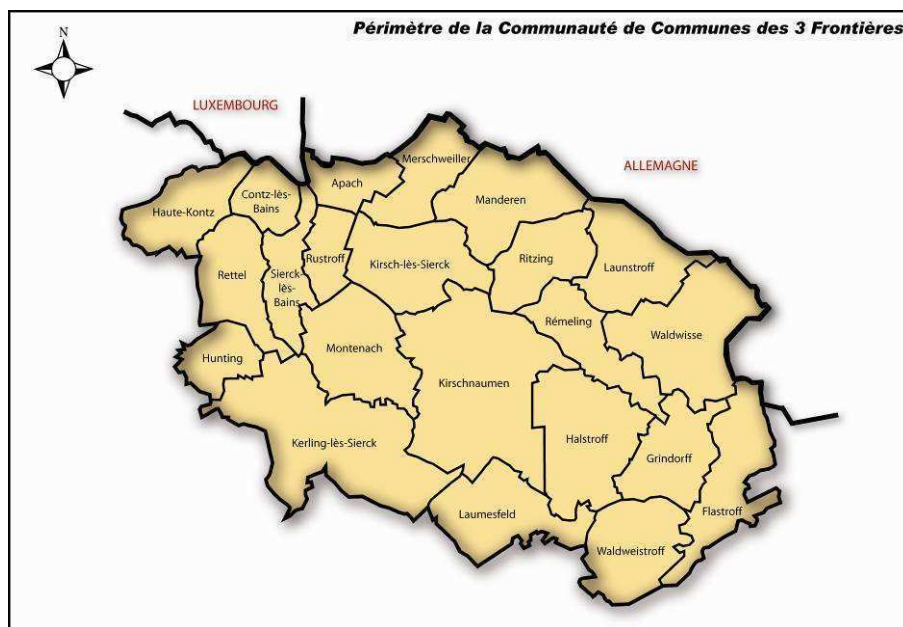 Périmètre de la Communauté de Communes des 3 Frontières
N
LUXEMBOURG
ALLEMAGNE
Merschweiller
Apach
Contz-lès-
Bains
Manderen
Haute-Kontz
Rustroff
Kirsch-lès-Sierck
Ritzing
Launstroff
Rettel
Sierck-
lès-
Bains
Rémeling
Waldwisse
Montenach
Hunting
Kirschnaumen
Kerling-lès-Sierck
Halstroff
Grindorff
Laumesfeld
Flastroff
Waldweistroff